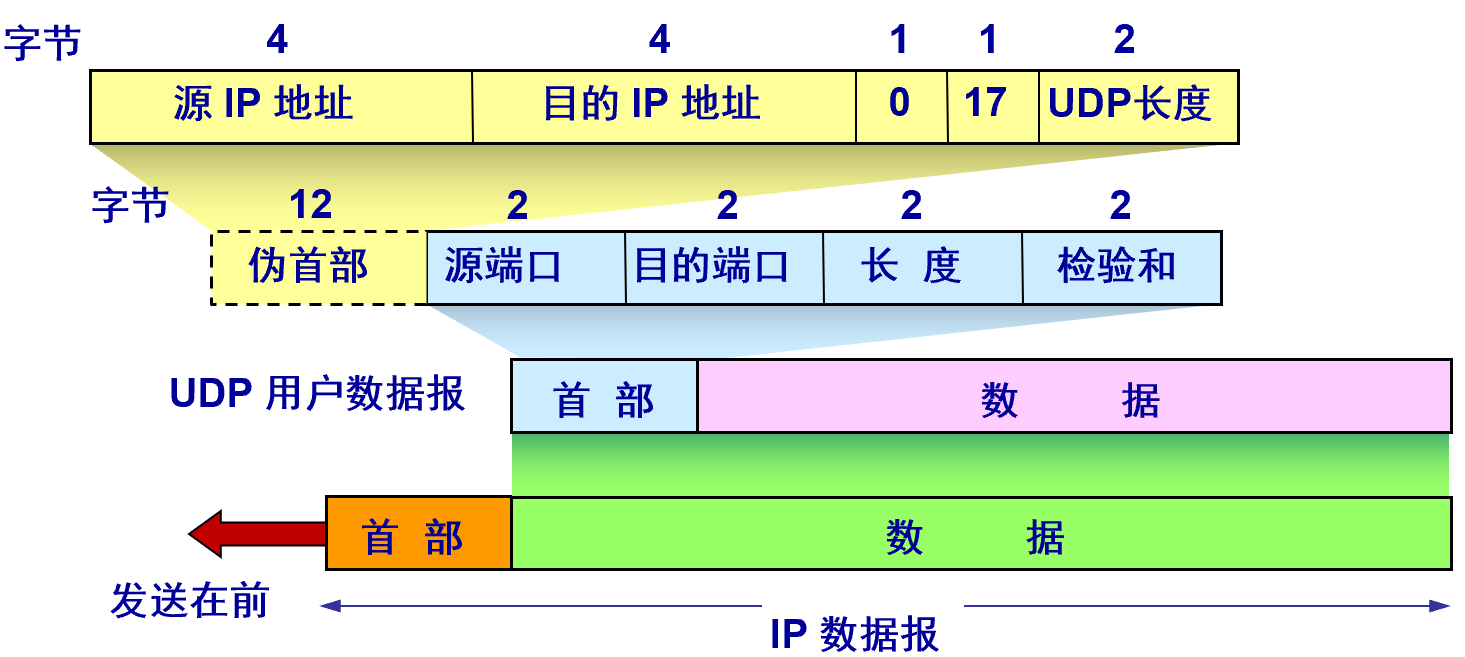 字节 4 4 1 1 2
源 IP 地址 目的 IP 地址 0 17 UDP长度
字节 12 2 2 2 2
伪首部 源端口 目的端口 长 度 检验和
UDP 用户数据报 首 部 数 据
首 部 数 据
发送在前
IP 数据报